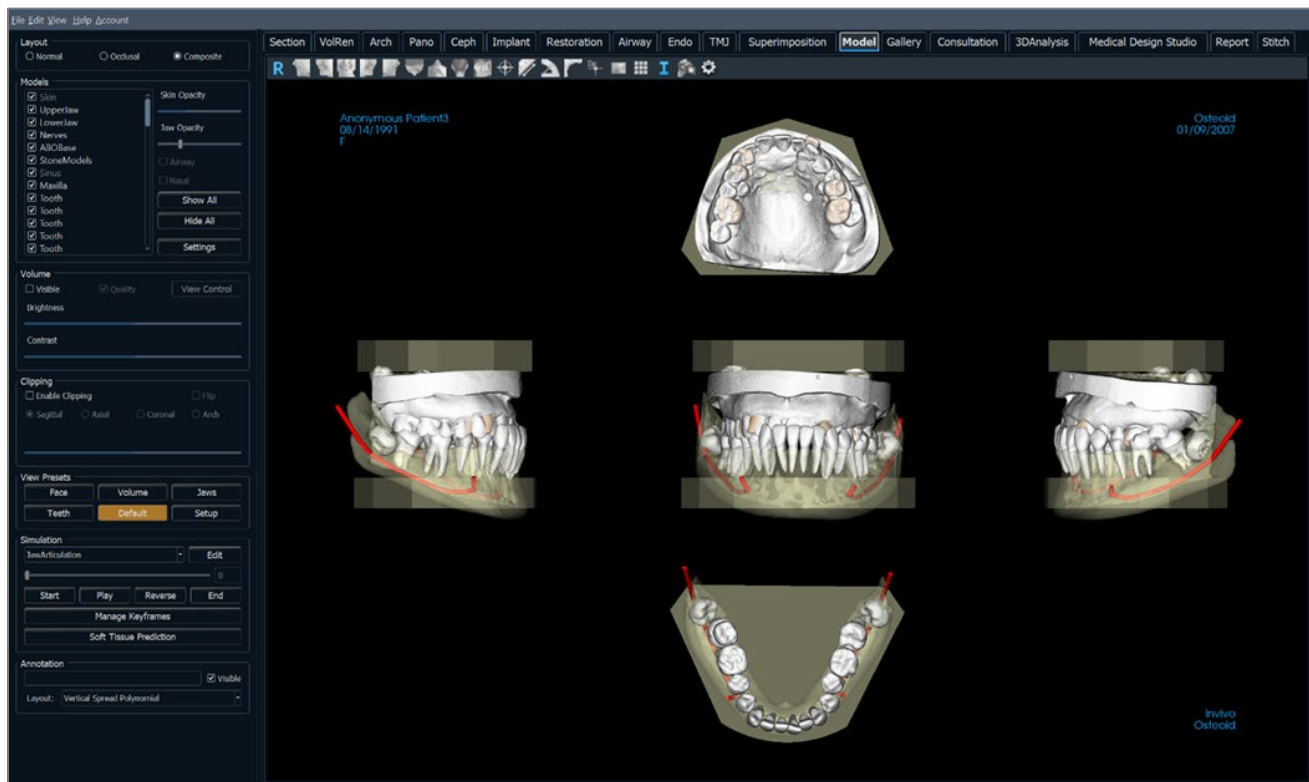 File Edit View Help Account
Section VolRen Arch Pano Ceph Implant Restoration Airway Endo TMJ Superimposition Model Gallery Consultation 3DAnalysis Medical Design Studio Report Stitch
Layout
Normal Occlusal Composite
Models
Skin
UpperJaw
LowerJaw
Nerves
ABOBase
StoneModels
Sinus
Maxilla
Tooth
Tooth
Tooth
Tooth
Tooth
Skin Opacity
Jaw Opacity
Airway
Nasal
Show All
Hide All
Settings
Volume
Visible Quality View Control
Brightness
Contrast
Clipping
Enable Clipping Flip
Sagittal Axial Coronal Arch
View Presets
Face Volume Jaws
Teeth Default Setup
Simulation
JawArticulation Edit
0
Start Play Reverse End
Manage Keyframes
Soft Tissue Prediction
Annotation
Visible
Layout: Vertical Spread Polynomial
R I
Anonymous Patient3
08/14/1991
F
Osteoid
01/09/2007
Invivo
Osteoid